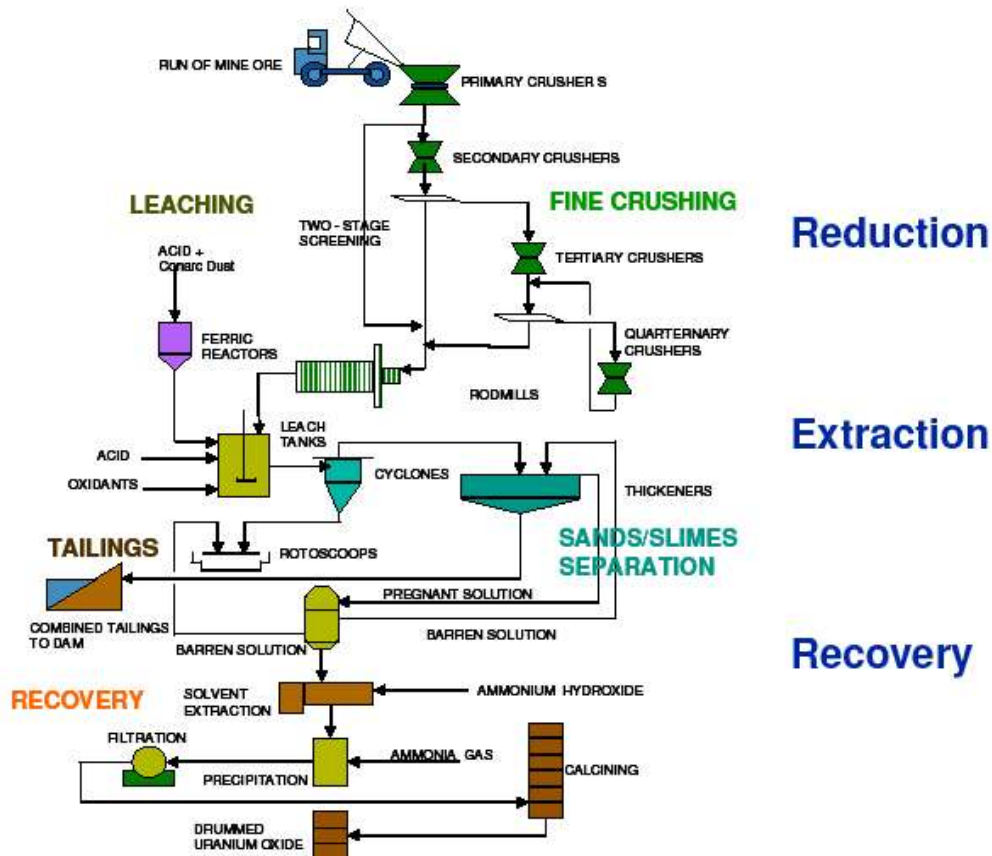 RUN OF MINE ORE
PRIMARY CRUSHER S
SECONDARY CRUSHERS
LEACHING
FINE CRUSHING
TWO - STAGE
SCREENING
Reduction
ACID +
Conarc Dust
TERTIARY CRUSHERS
FERRIC
REACTORS
QUARTERNARY
CRUSHERS
RODMILLS
LEACH
TANKS
Extraction
ACID
CYCLONES
OXIDANTS
THICKENERS
TAILINGS
ROTOSCOOPS
SANDS/SLIMES
SEPARATION
PREGNANT SOLUTION
COMBINED TAILINGS
TO DAM
BARREN SOLUTION
BARREN SOLUTION
Recovery
RECOVERY
SOLVENT
EXTRACTION
AMMONIUM HYDROXIDE
FILTRATION
AMMONIA GAS
PRECIPITATION
CALCINING
DRUMMED
URANIUM OXIDE